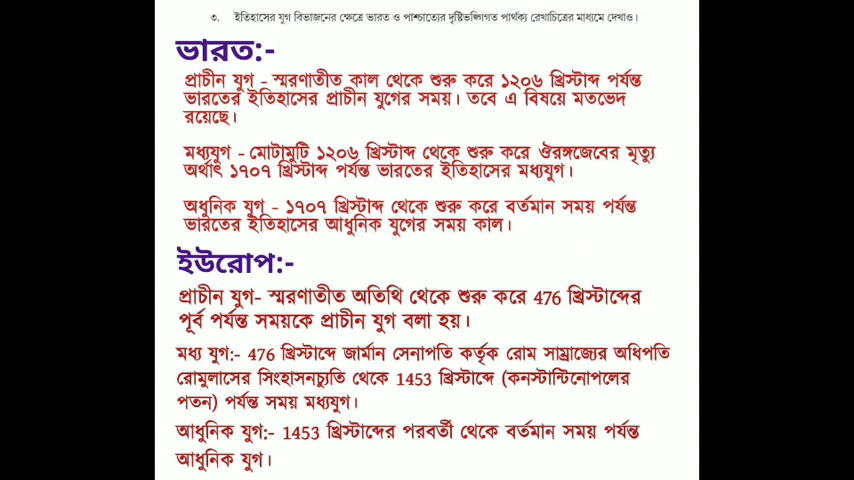 ৩. ইতিহাসের যুগ বিভাজনের ক্ষেত্রে ভারত ও পাশ্চাত্যের দৃষ্টিভঙ্গিগত পার্থক্য রেখাচিত্রের মাধ্যমে দেখাও।
ভারত:-
প্রাচীন যুগ - স্মরণাতীত কাল থেকে শুরু করে ১২০৬ খ্রিস্টাব্দ পর্যন্ত
ভারতের ইতিহাসের প্রাচীন যুগের সময়। তবে এ বিষয়ে মতভেদ
রয়েছে।
মধ্যযুগ - মোটামুটি ১২০৬ খ্রিস্টাব্দ থেকে শুরু করে ঔরঙ্গজেবের মৃত্যু
অর্থাৎ ১৭০৭ খ্রিস্টাব্দ পর্যন্ত ভারতের ইতিহাসের মধ্যযুগ।
অধুনিক যুগ - ১৭০৭ খ্রিস্টাব্দ থেকে শুরু করে বর্তমান সময় পর্যন্ত
ভারতের ইতিহাসের আধুনিক যুগের সময় কাল।
ইউরোপ:-
প্রাচীন যুগ- স্মরণাতীত অতিথি থেকে শুরু করে 476 খ্রিস্টাব্দের
পূর্ব পর্যন্ত সময়কে প্রাচীন যুগ বলা হয়।
মধ্য যুগ:- 476 খ্রিস্টাব্দে জার্মান সেনাপতি কর্তৃক রোম সাম্রাজ্যের অধিপতি
রোমুলাসের সিংহাসনচ্যুতি থেকে 1453 খ্রিস্টাব্দে (কনস্টান্টিনোপলের
পতন) পর্যন্ত সময় মধ্যযুগ।
আধুনিক যুগ:- 1453 খ্রিস্টাব্দের পরবর্তী থেকে বর্তমান সময় পর্যন্ত
আধুনিক যুগ।